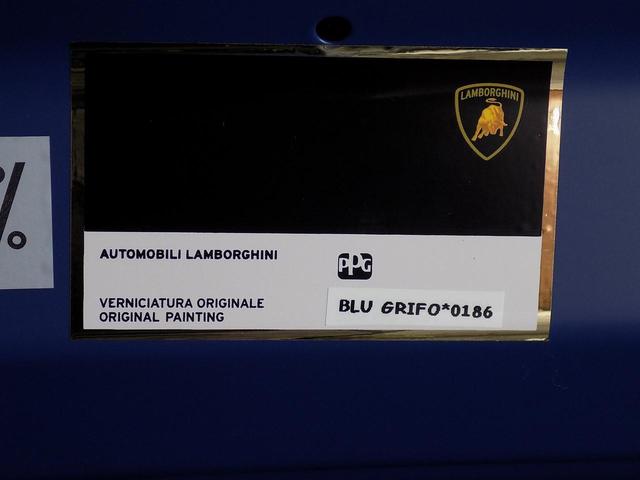 LAMBORGHINI
%
AUTOMOBILI LAMBORGHINI
PPG
VERNICIATURA ORIGINALE
ORIGINAL PAINTING
BLU GRIFO*0186